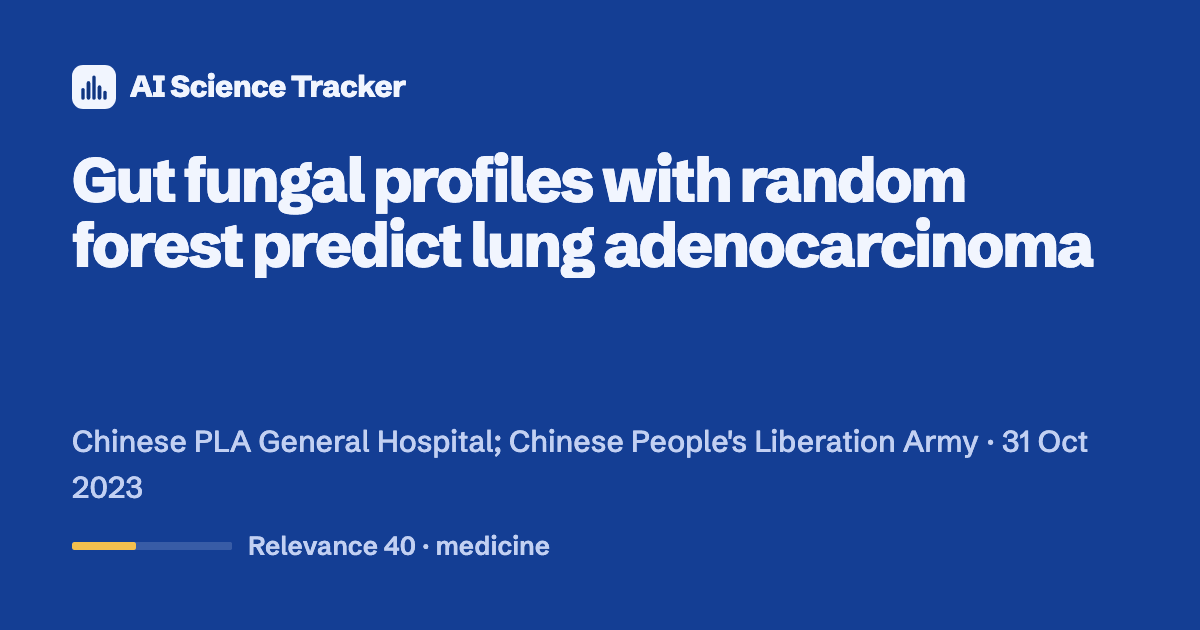 AI Science Tracker
Gut fungal profiles with random
forest predict lung adenocarcinoma
Chinese PLA General Hospital; Chinese People's Liberation Army · 31 Oct
2023
Relevance 40 · medicine